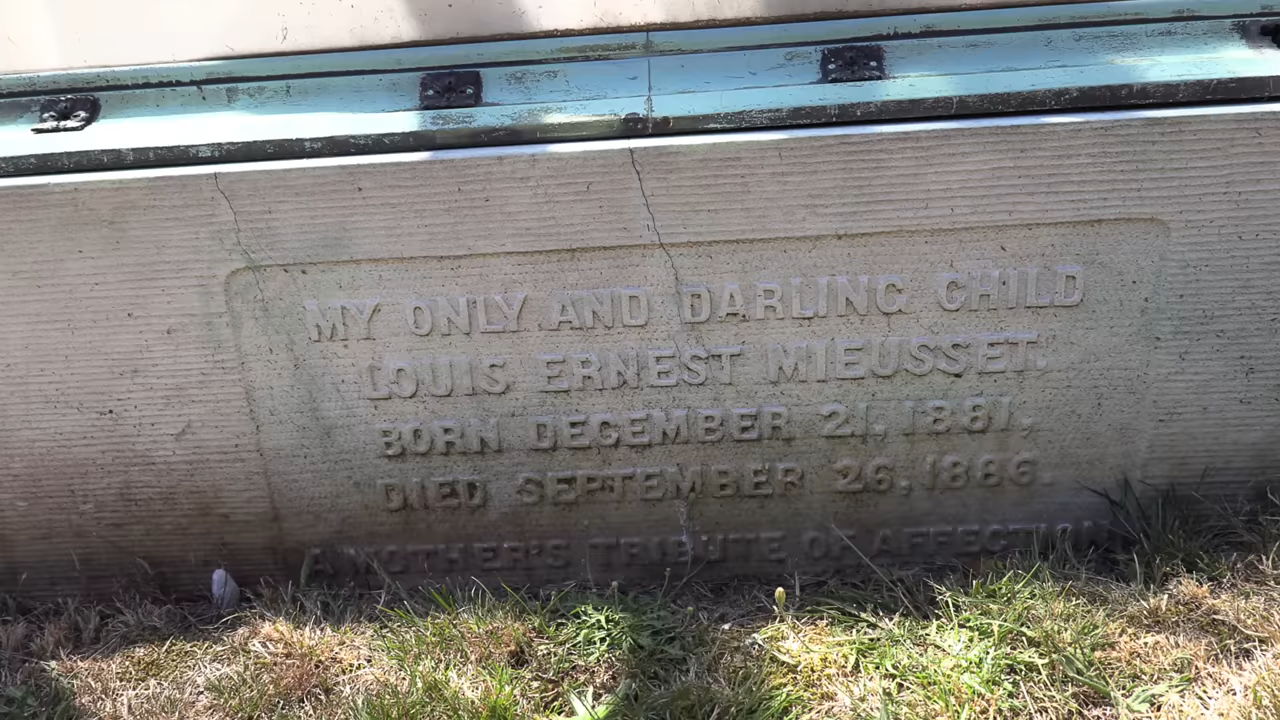 MY ONLY AND DARLING CHILD
LOUIS ERNEST MIEUSSET.
BORN DECEMBER 21, 1881,
DIED SEPTEMBER 26, 1886.
A MOTHER'S TRIBUTE OF AFFECTION